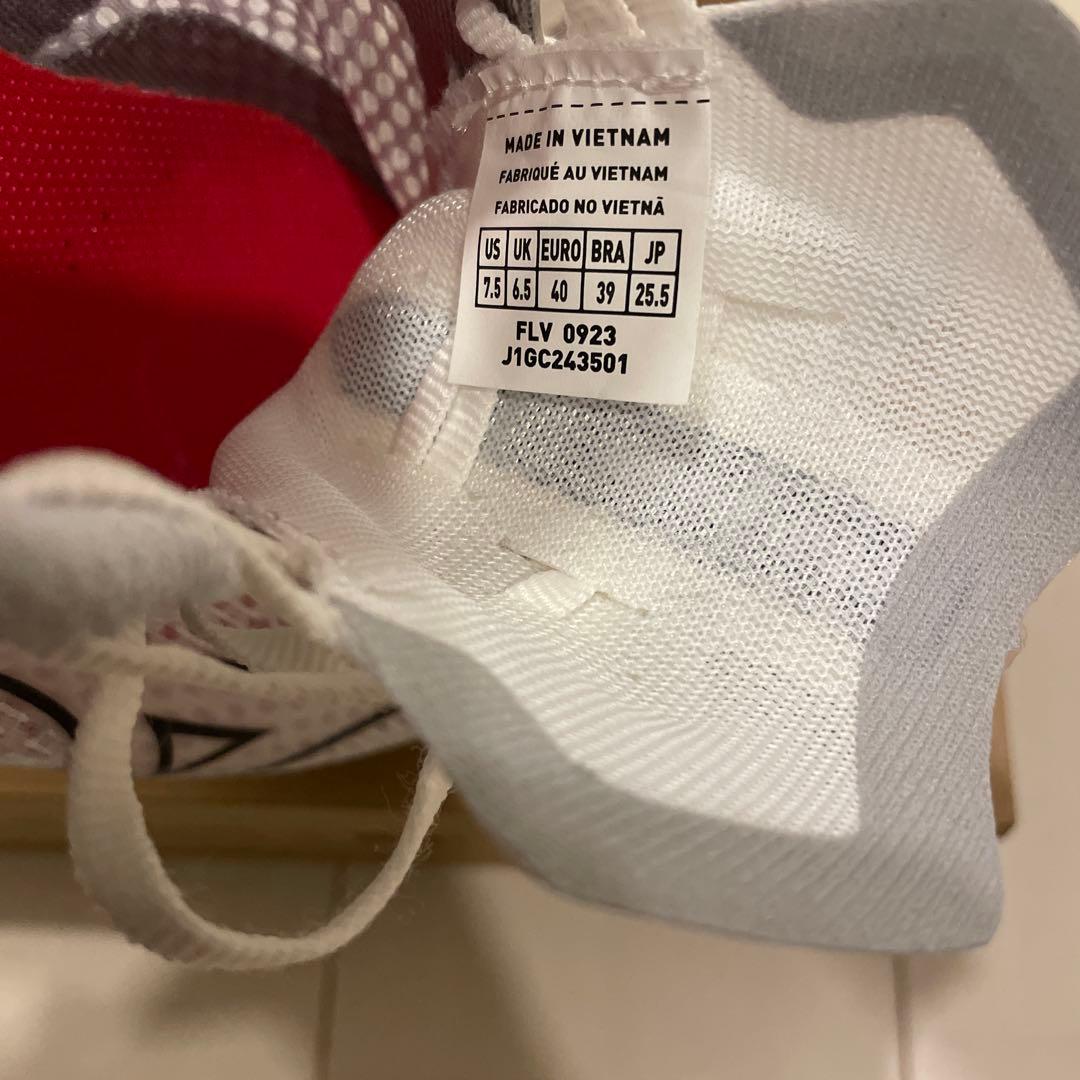 MADE IN VIETNAM
FABRIQUÉ AU VIETNAM
FABRICADO NO VIETNÃ
US UK EURO BRA JP
7.5 6.5 40 39 25.5
FLV 0923
J1GC243501